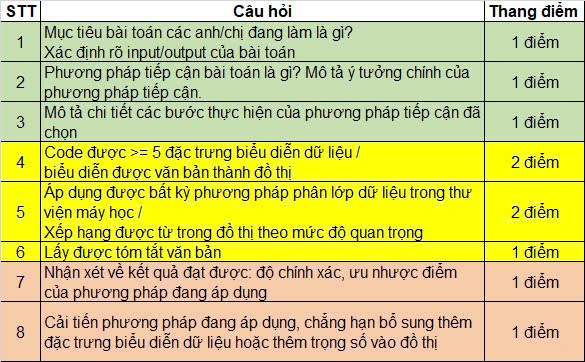 STT Câu hỏi Thang điểm
1 Mục tiêu bài toán các anh/chị đang làm là gì?
Xác định rõ input/output của bài toán 1 điểm
2 Phương pháp tiếp cận bài toán là gì? Mô tả ý tưởng chính của
phương pháp tiếp cận. 1 điểm
3 Mô tả chi tiết các bước thực hiện của phương pháp tiếp cận đã
chọn 1 điểm
4 Code được >= 5 đặc trưng biểu diễn dữ liệu /
biểu diễn được văn bản thành đồ thị 2 điểm
5 Áp dụng được bất kỳ phương pháp phân lớp dữ liệu trong thư
viện máy học /
Xếp hạng được từ trong đồ thị theo mức độ quan trọng 2 điểm
6 Lấy được tóm tắt văn bản 1 điểm
7 Nhận xét về kết quả đạt được: độ chính xác, ưu nhược điểm
của phương pháp đang áp dụng 1 điểm
8 Cải tiến phương pháp đang áp dụng, chẳng hạn bổ sung thêm
đặc trưng biểu diễn dữ liệu hoặc thêm trọng số vào đồ thị 1 điểm